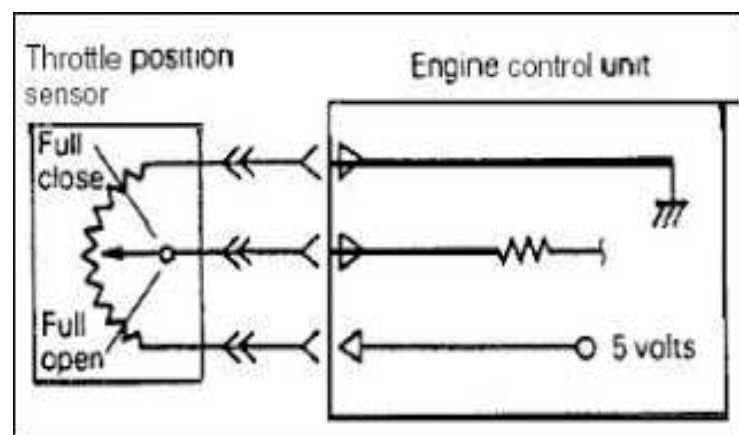 Throttle position
sensor
Engine control unit
Full
close
Full
open
5 volts